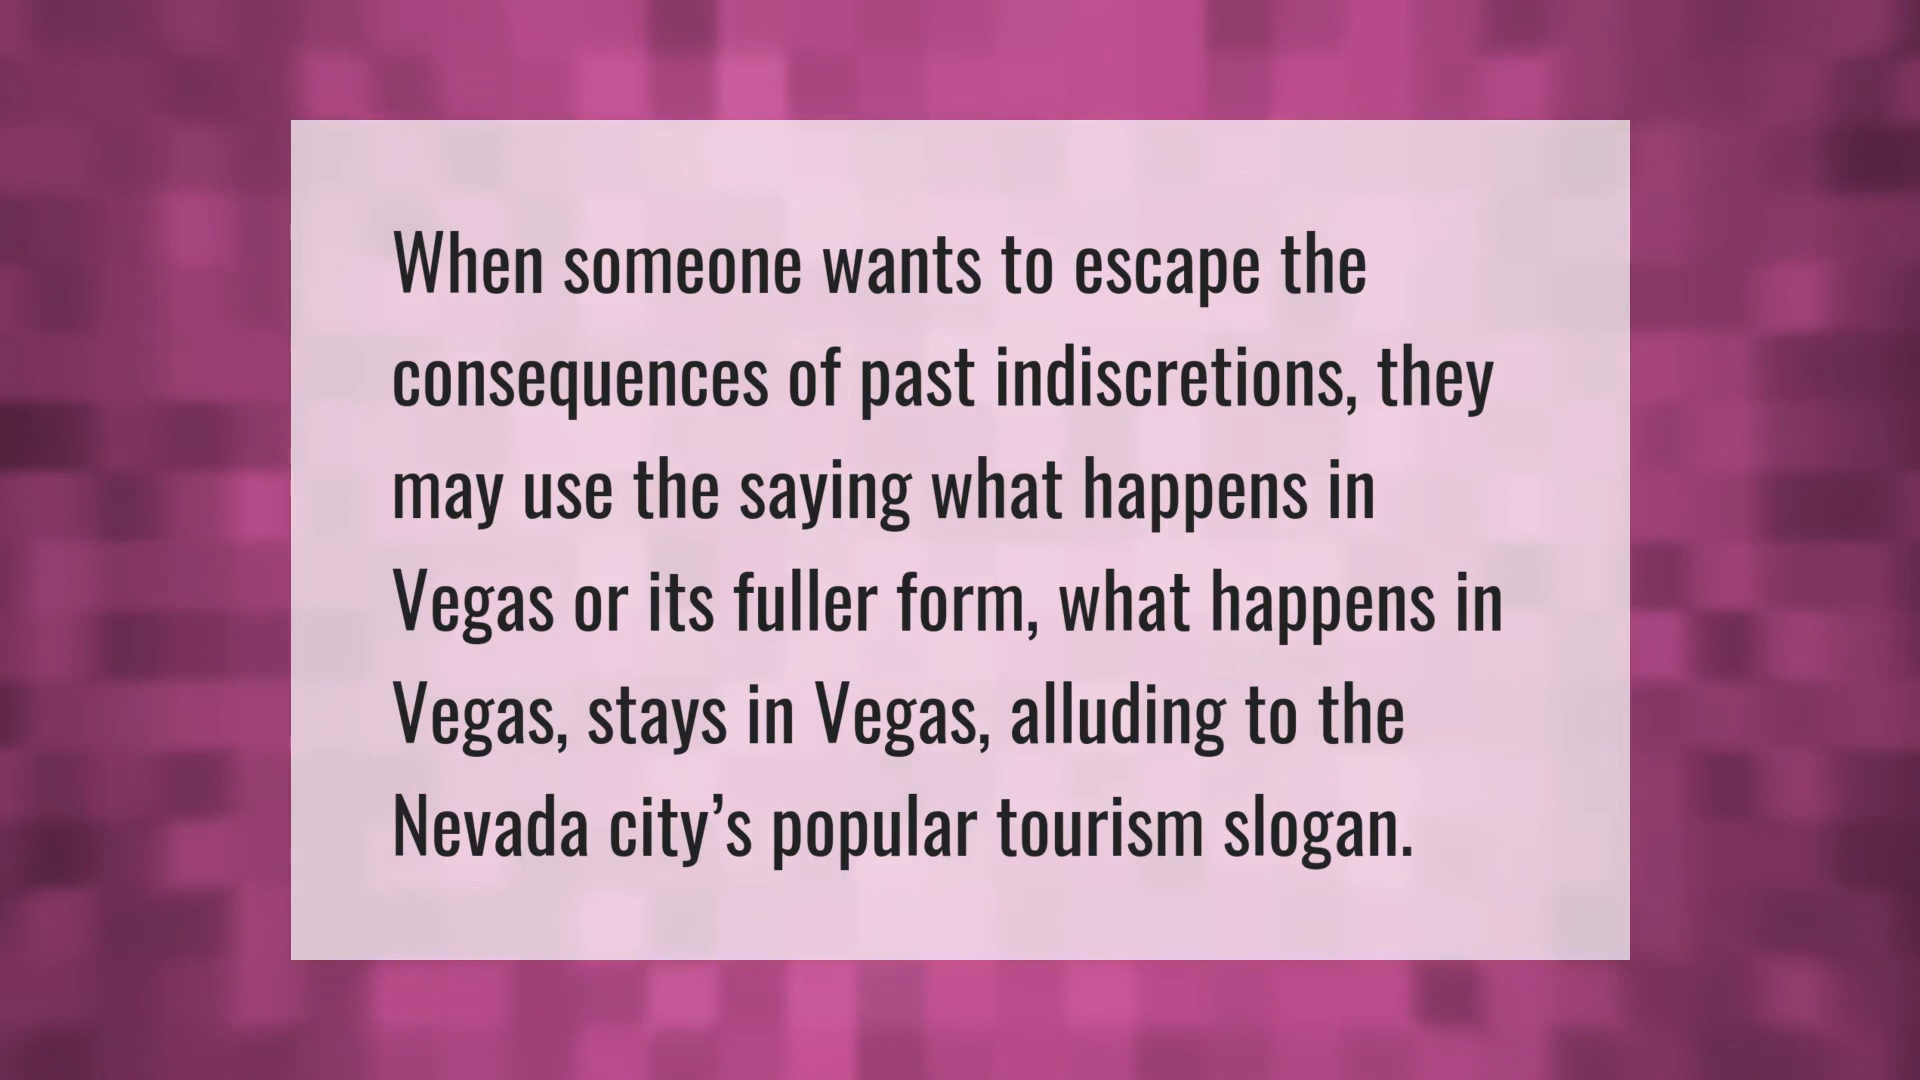 When someone wants to escape the
consequences of past indiscretions, they
may use the saying what happens in
Vegas or its fuller form, what happens in
Vegas, stays in Vegas, alluding to the
Nevada city’s popular tourism slogan.